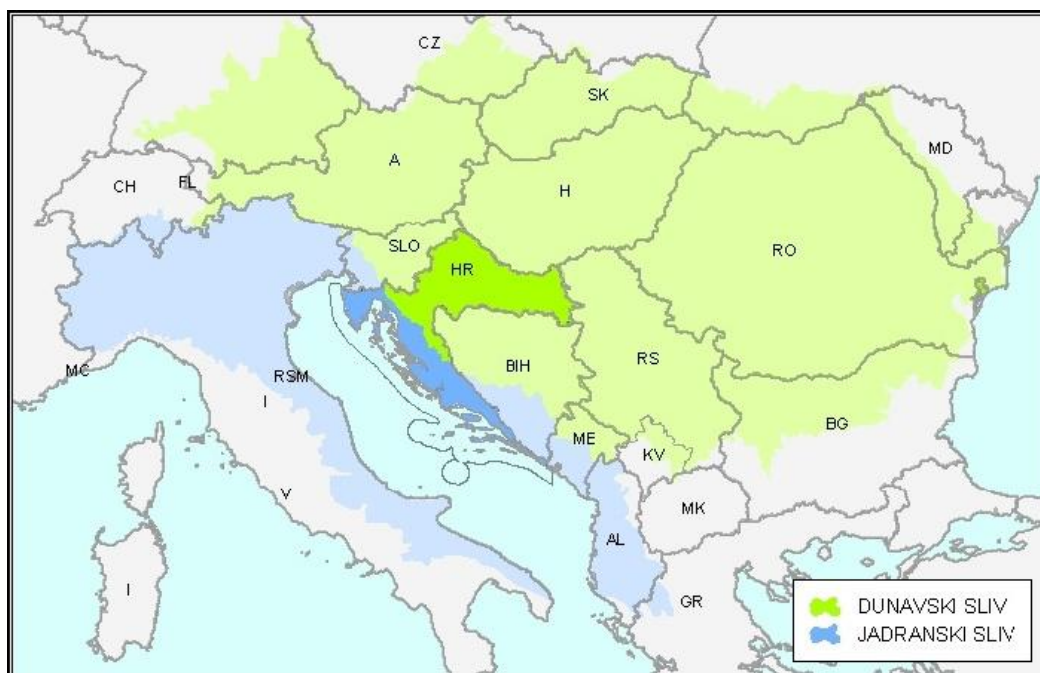 CZ
SK
MD
A
CH
FL
H
SLO
RO
HR
MC
RSM
BIH
RS
I
ME
BG
KV
V
MK
AL
I
GR
DUNAVSKI SLIV
JADRANSKI SLIV